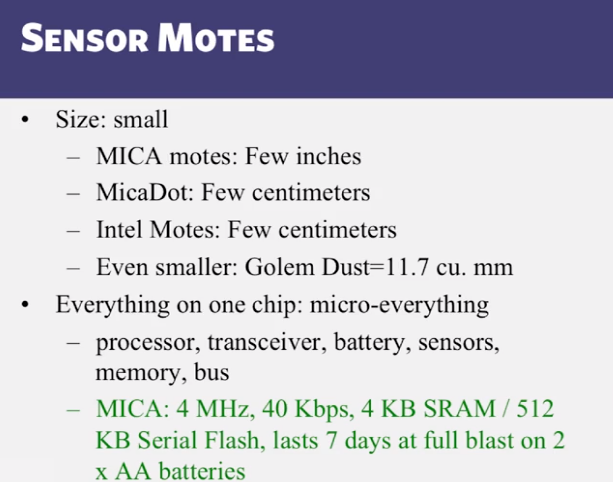 SENSOR MOTES
• Size: small
– MICA motes: Few inches
– MicaDot: Few centimeters
– Intel Motes: Few centimeters
– Even smaller: Golem Dust=11.7 cu. mm
• Everything on one chip: micro-everything
– processor, transceiver, battery, sensors,
memory, bus
– MICA: 4 MHz, 40 Kbps, 4 KB SRAM / 512
KB Serial Flash, lasts 7 days at full blast on 2
x AA batteries